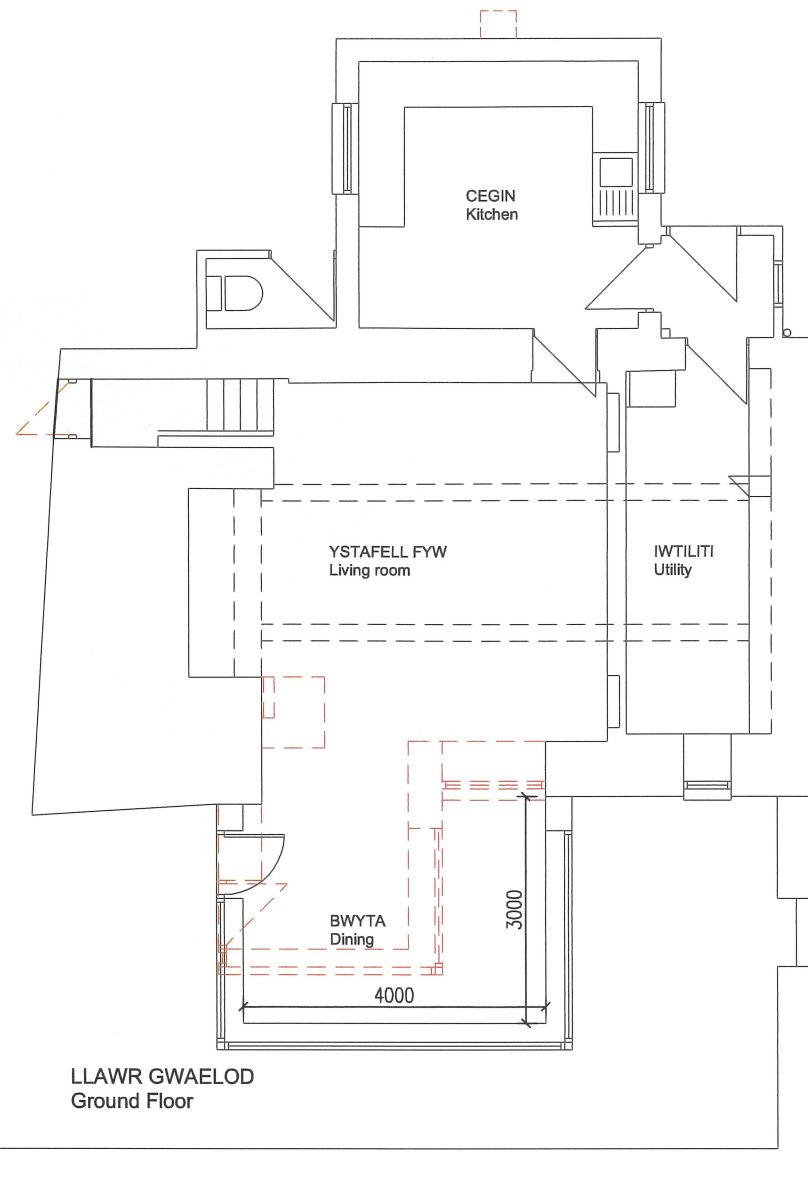 CEGIN
Kitchen
YSTAFELL FYW
Living room
IWTILITI
Utility
3000
BWYTA
Dining
4000
LLAWR GWAELOD
Ground Floor